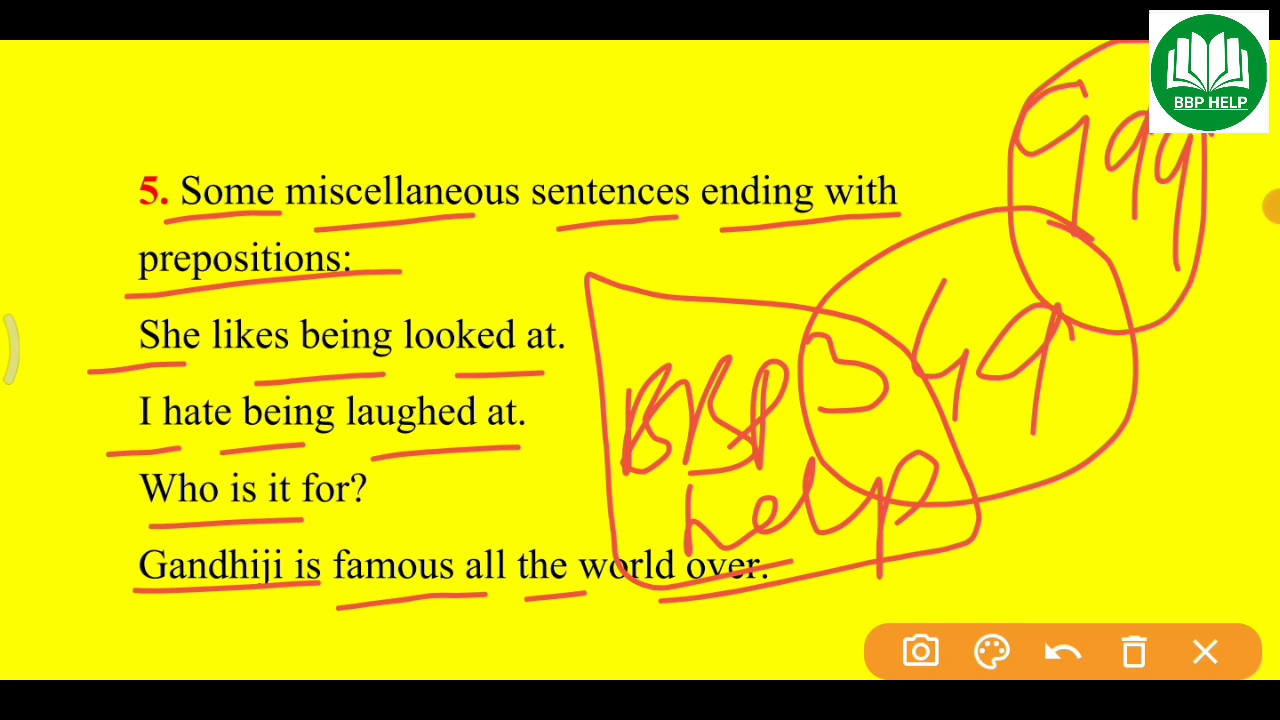 BBP HELP
999
5. Some miscellaneous sentences ending with
prepositions:
She likes being looked at.
549
I hate being laughed at.
BBP
help
Who is it for?
Gandhiji is famous all the world over.